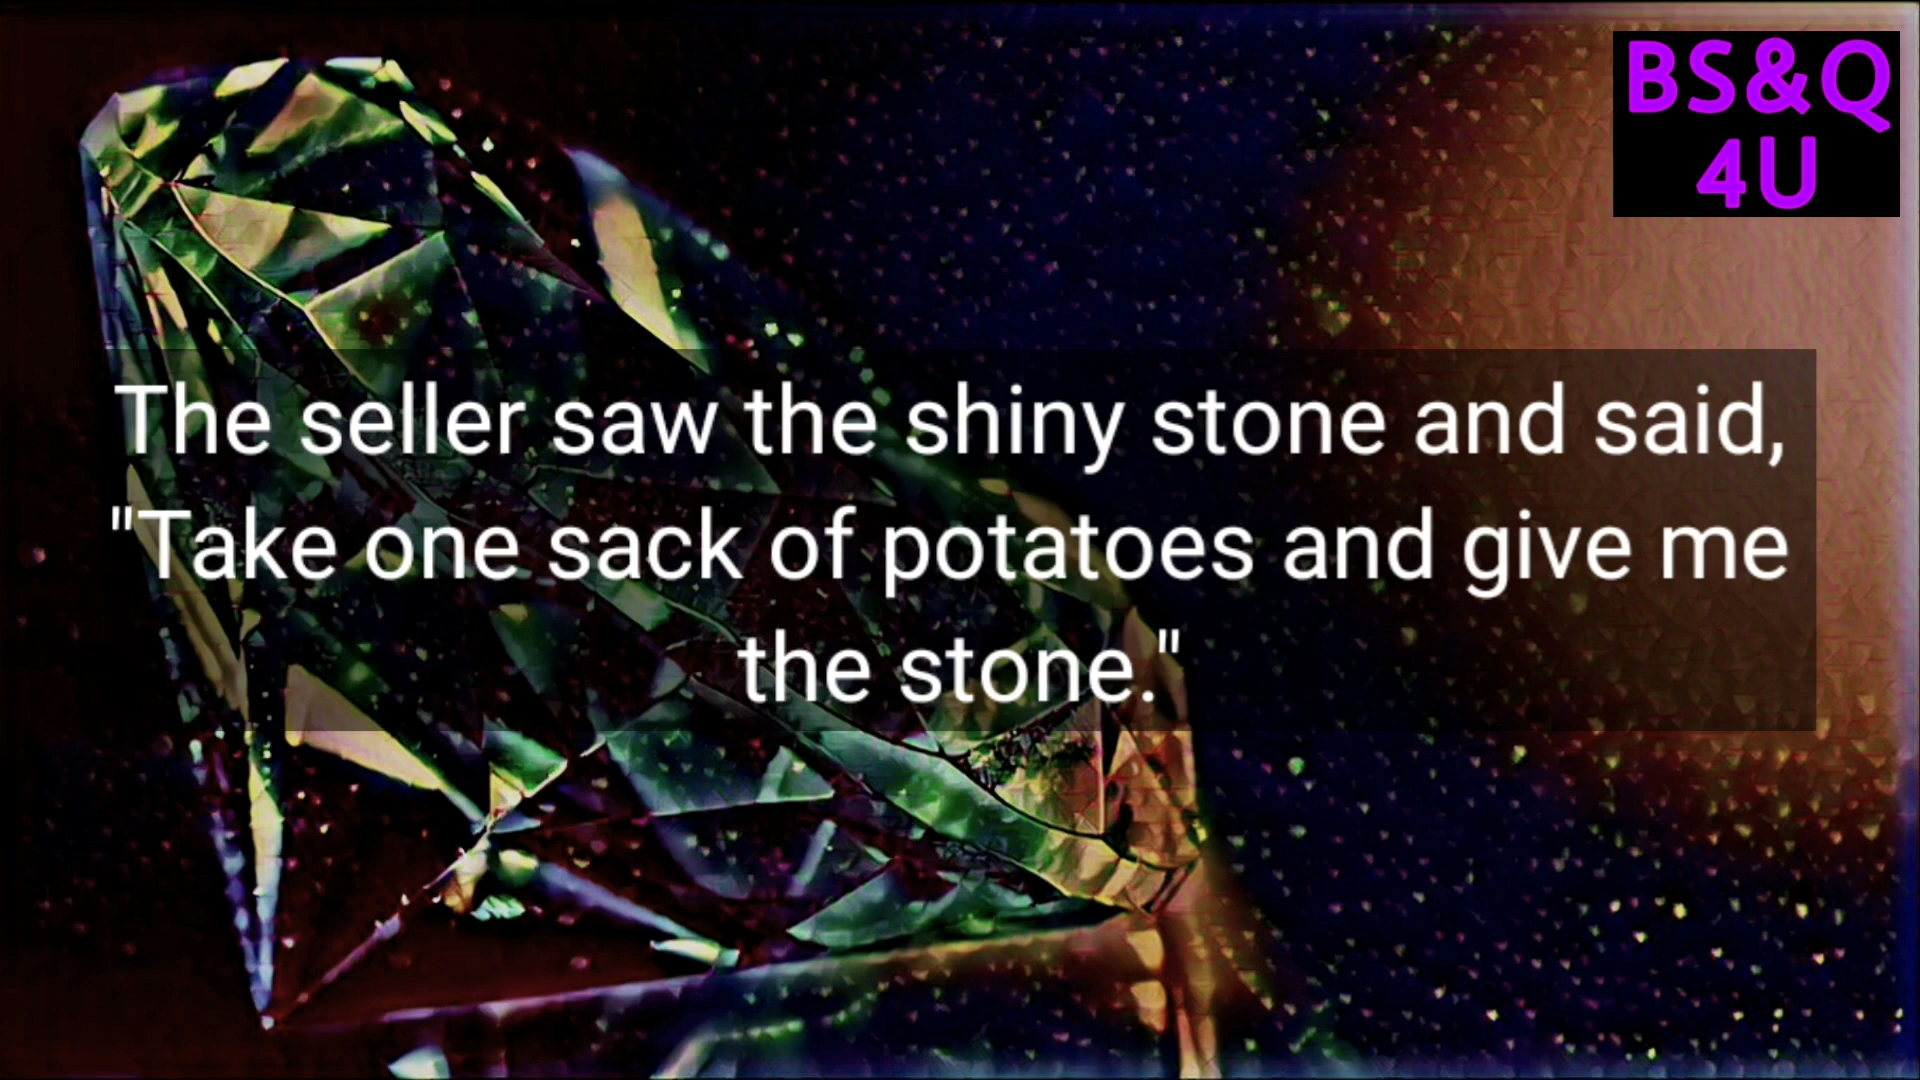 BS&Q
4U
The seller saw the shiny stone and said,
"Take one sack of potatoes and give me
the stone."